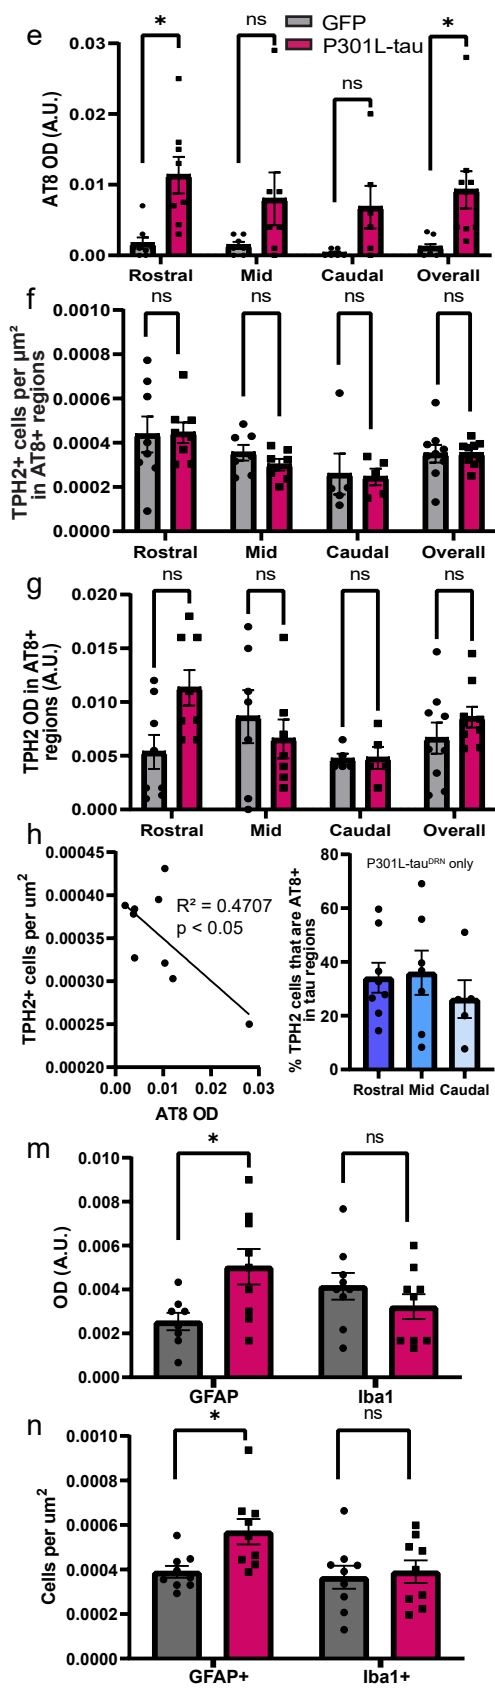 e
GFP
P301L-tau
* ns ns *
AT8 OD (A.U.)
0.03
0.02
0.01
0.00
Rostral Mid Caudal Overall
f
ns ns ns ns
TPH2+ cells per µm²
in AT8+ regions
0.0010
0.0008
0.0006
0.0004
0.0002
0.0000
Rostral Mid Caudal Overall
g
ns ns ns ns
TPH2 OD in AT8+
regions (A.U.)
0.020
0.015
0.010
0.005
0.000
Rostral Mid Caudal Overall
h
TPH2+ cells per um²
0.00045
0.00040
0.00035
0.00030
0.00025
0.00020
R² = 0.4707
p < 0.05
0.00 0.01 0.02 0.03
AT8 OD
% TPH2 cells that are AT8+
in tau regions
P301L-tauDRN only
80
60
40
20
0
Rostral Mid Caudal
m
* ns
OD (A.U.)
0.010
0.008
0.006
0.004
0.002
0.000
GFAP Iba1
n
* ns
Cells per um²
0.0010
0.0008
0.0006
0.0004
0.0002
0.0000
GFAP+ Iba1+